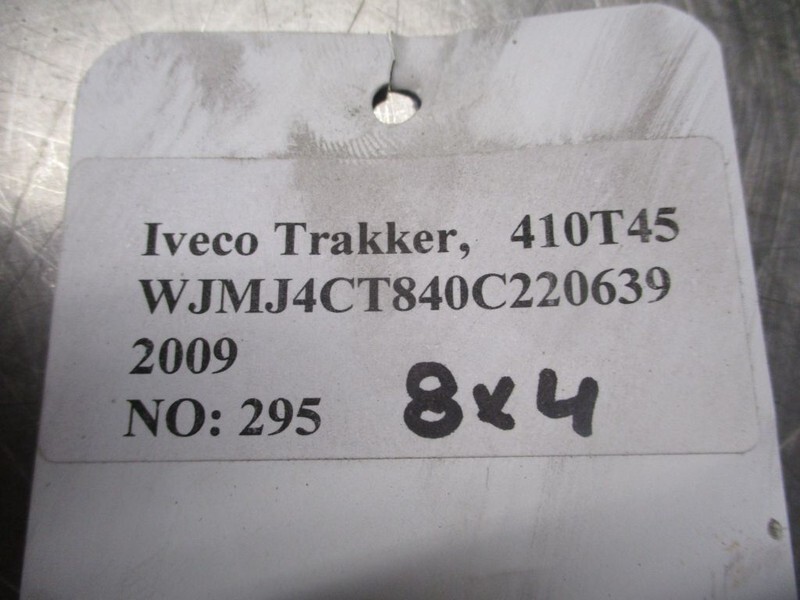 Iveco Trakker, 410T45
WJMJ4CT840C220639
2009
NO: 295 8x4